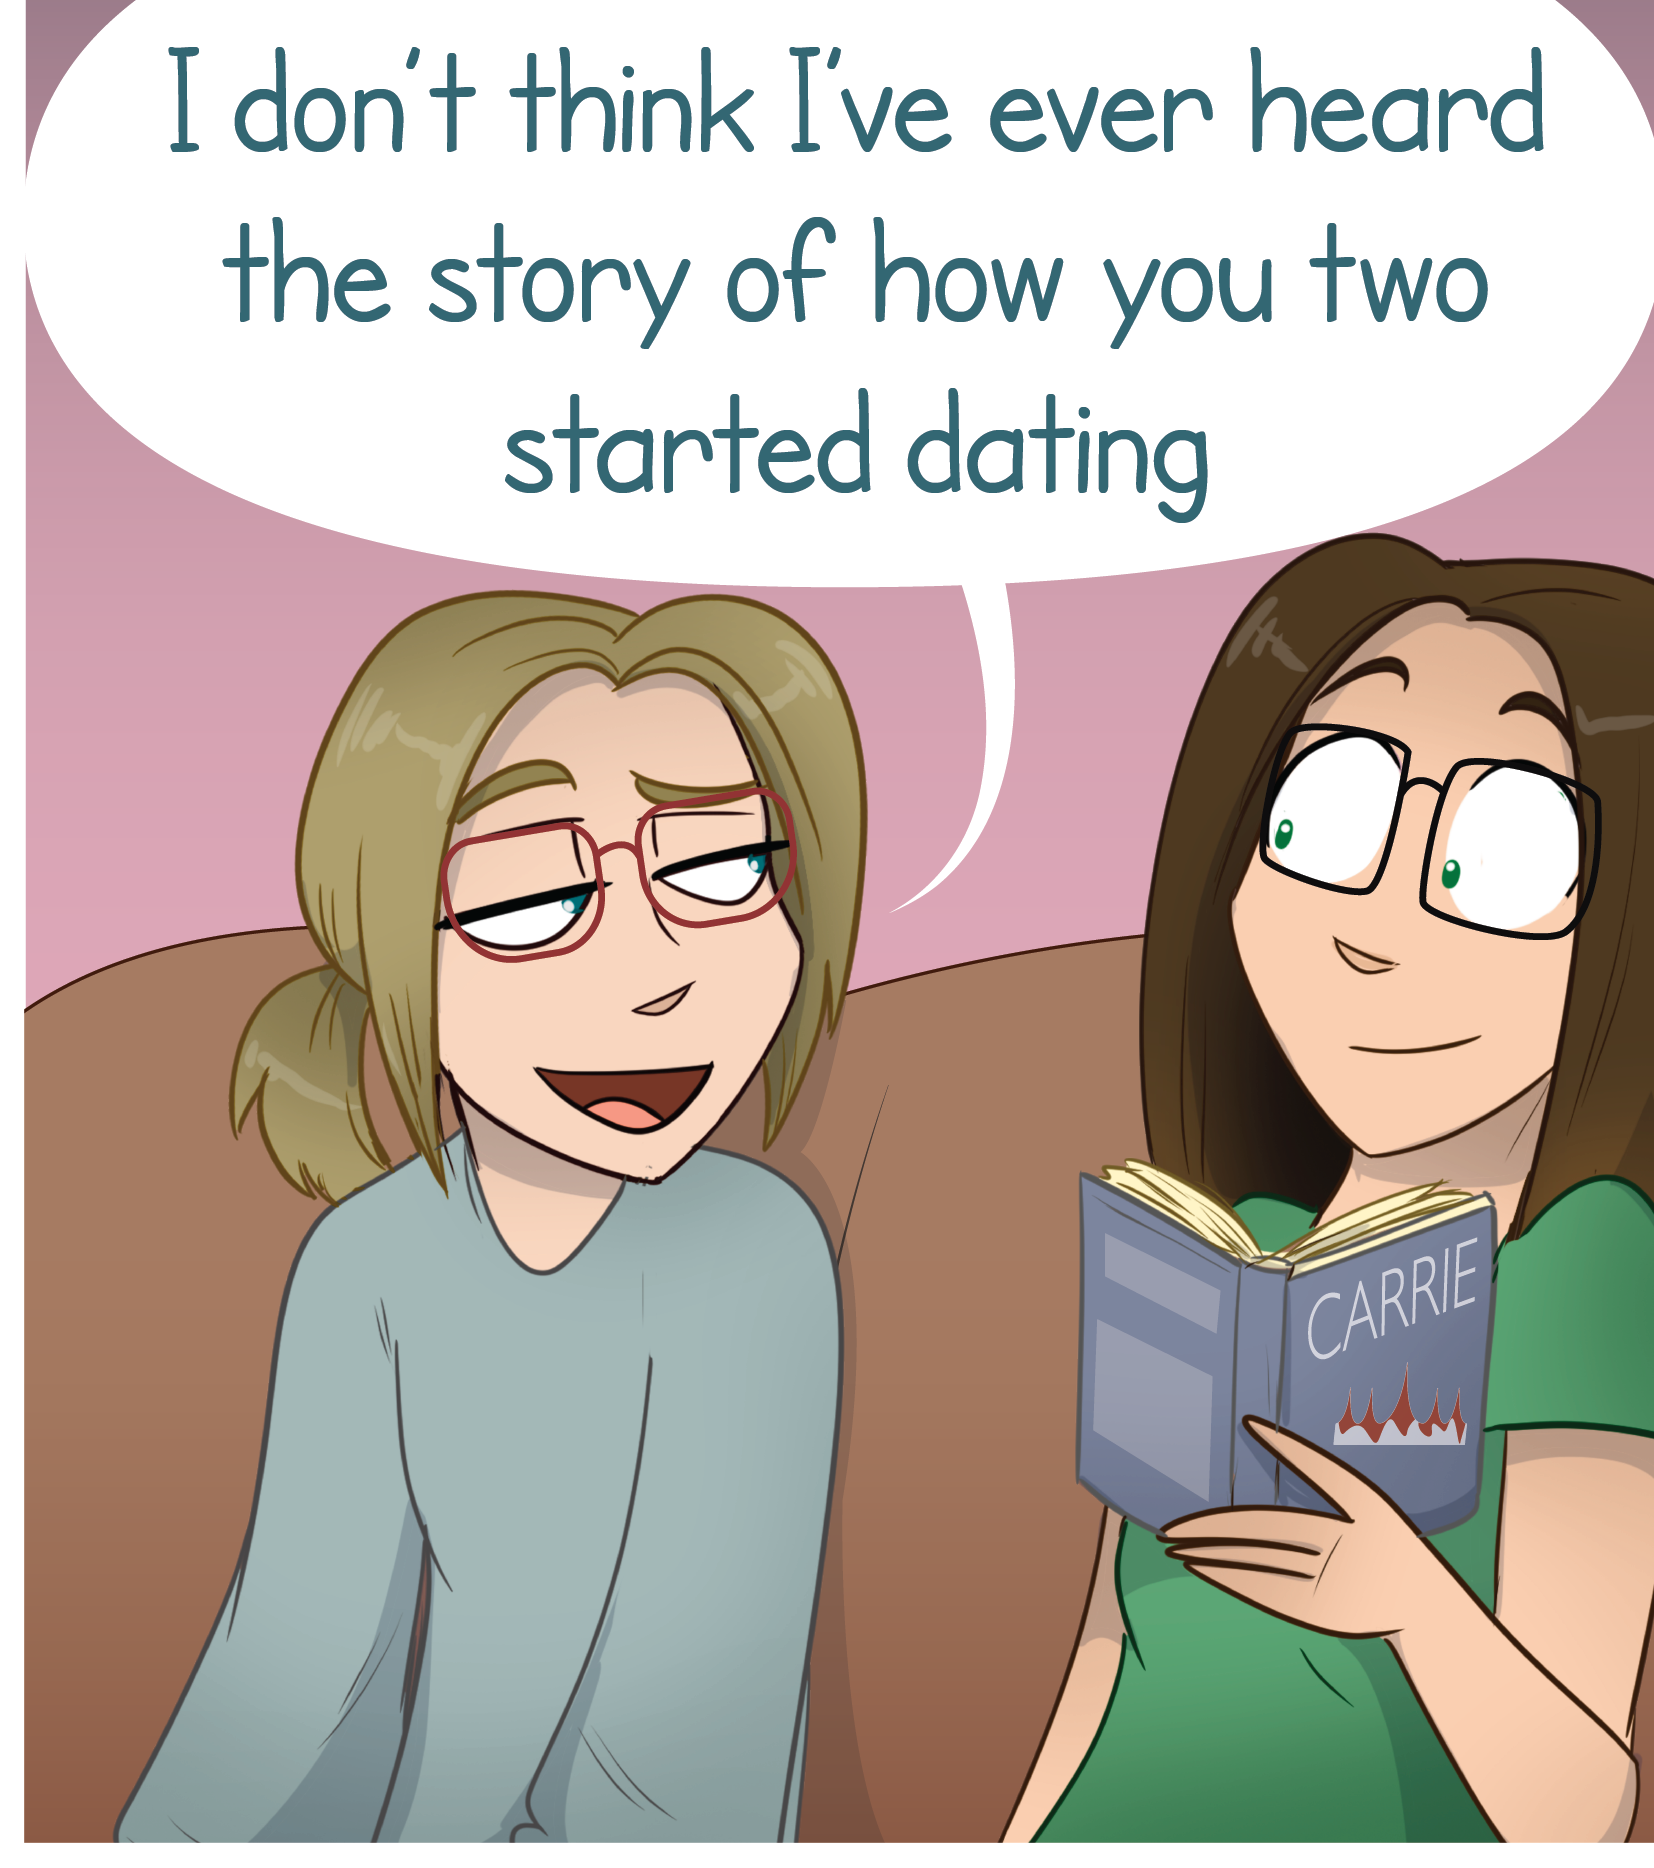 I don't think I've ever heard
the story of how you two
started dating
CARRIE